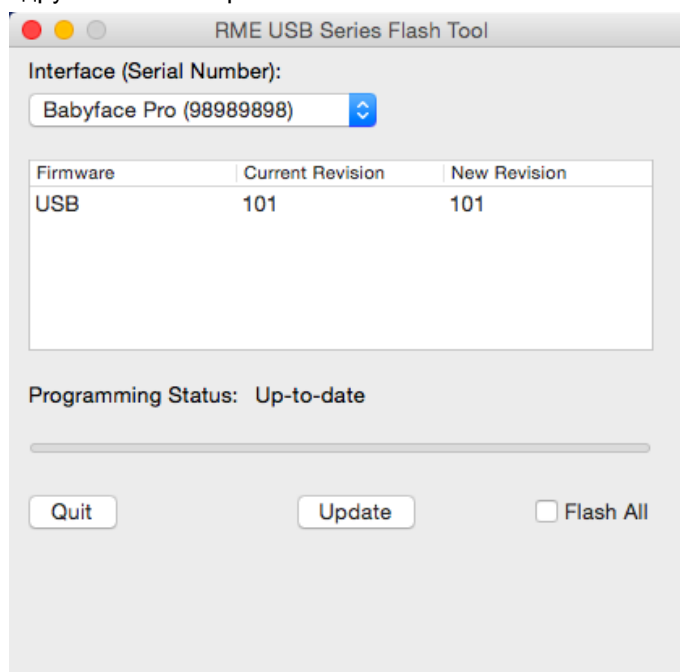 RME USB Series Flash Tool
Interface (Serial Number):
Babyface Pro (98989898)
Firmware Current Revision New Revision
USB 101 101
Programming Status: Up-to-date
Quit Update Flash All